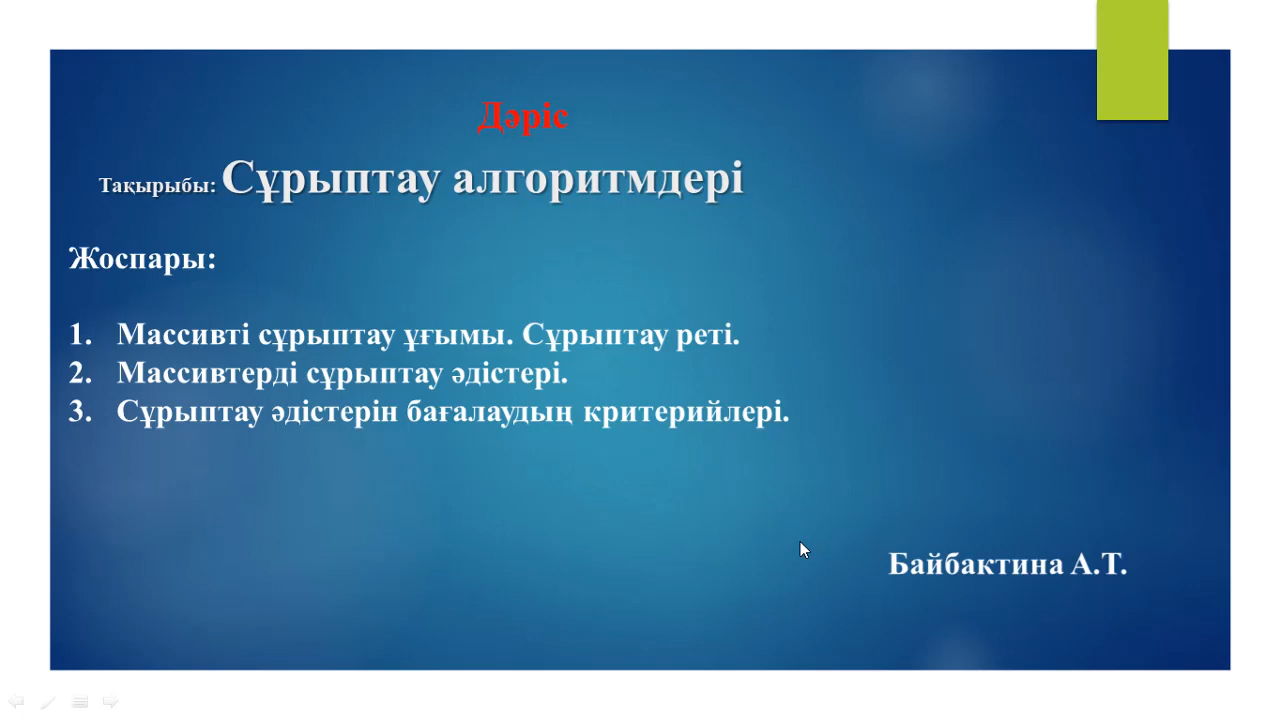 Дәріс
Тақырыбы: Сұрыптау алгоритмдері
Жоспары:
1. Массивті сұрыптау ұғымы. Сұрыптау реті.
2. Массивтерді сұрыптау әдістері.
3. Сұрыптау әдістерін бағалаудың критерийлері.
Байбактина А.Т.